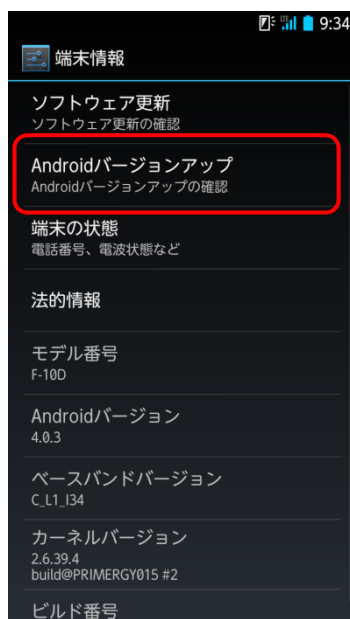 LTE 9:34
端末情報
ソフトウェア更新
ソフトウェア更新の確認
Androidバージョンアップ
Androidバージョンアップの確認
端末の状態
電話番号、電波状態など
法的情報
モデル番号
F-10D
Androidバージョン
4.0.3
ベースバンドバージョン
C_L1_I34
カーネルバージョン
2.6.39.4
build@PRIMERGY015 #2
ビルド番号